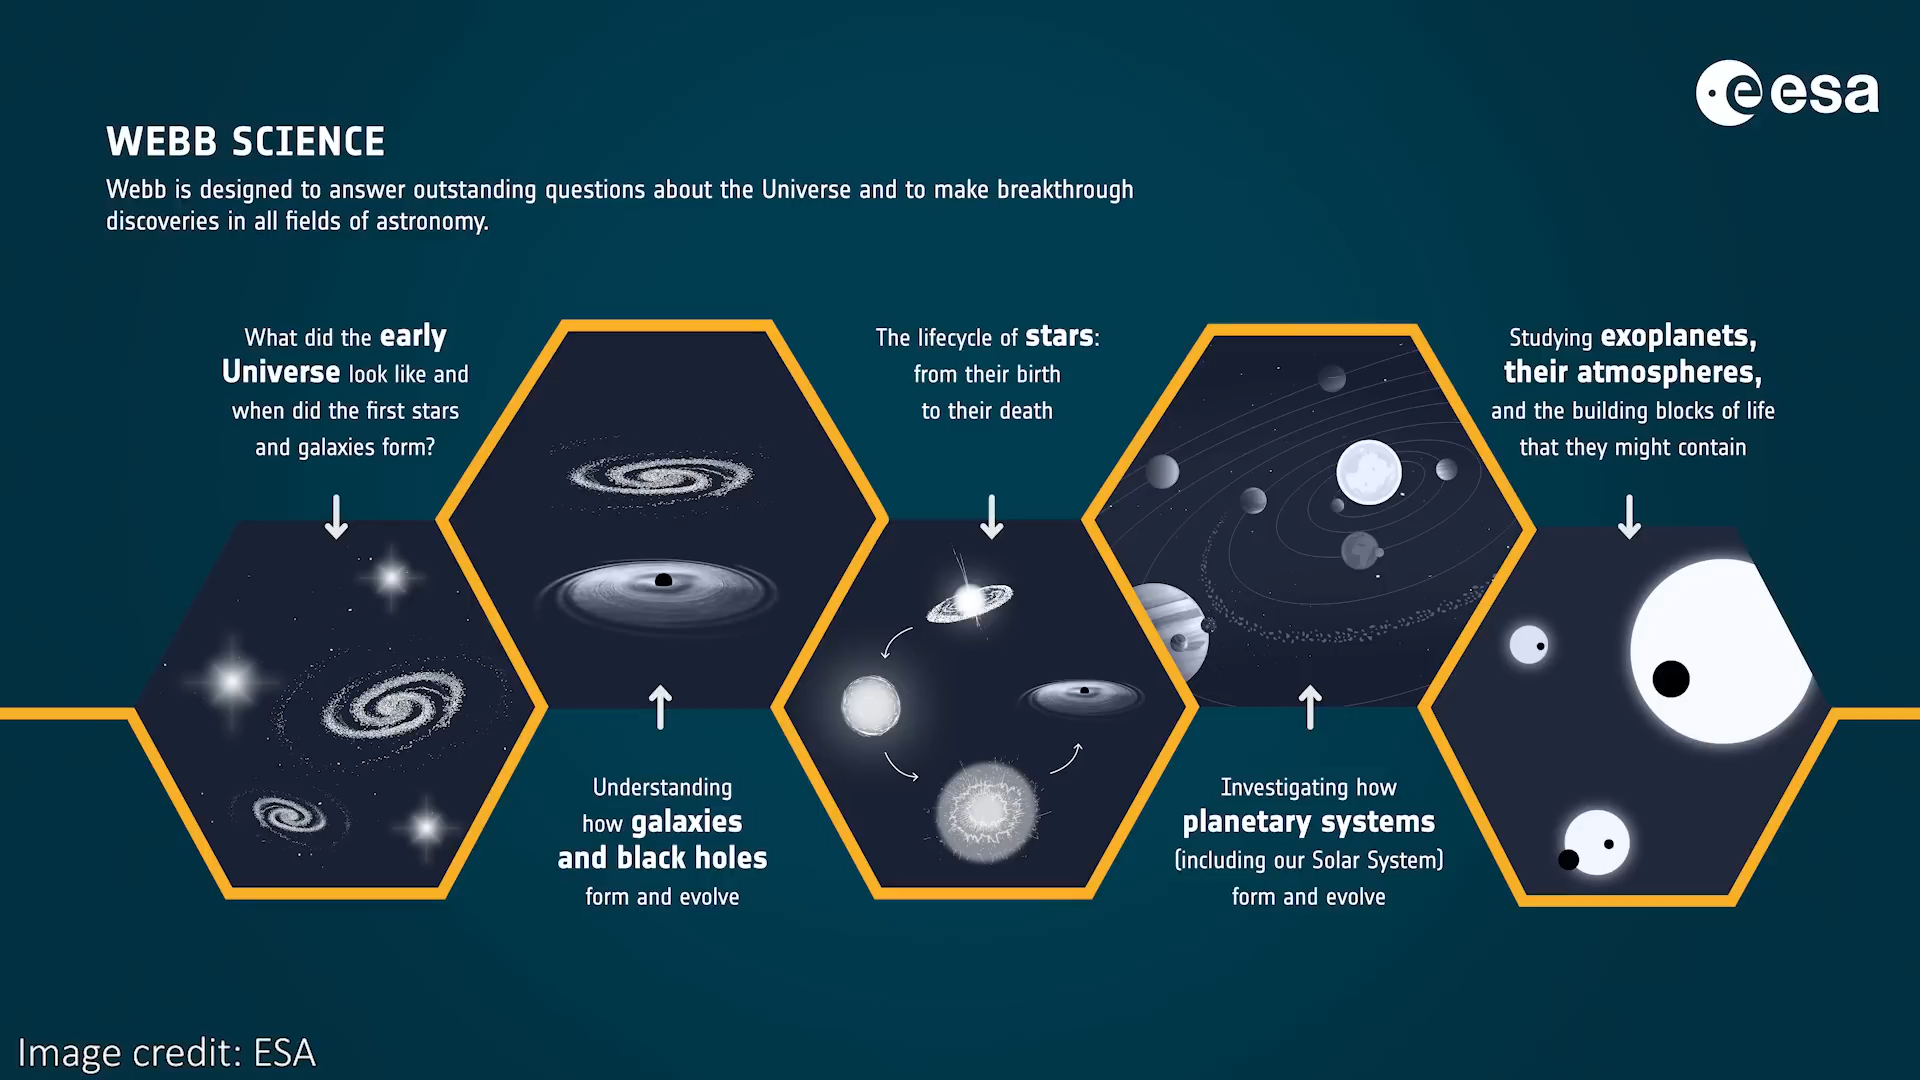 esa
WEBB SCIENCE
Webb is designed to answer outstanding questions about the Universe and to make breakthrough
discoveries in all fields of astronomy.
What did the early
Universe look like and
when did the first stars
and galaxies form?
Understanding
how galaxies
and black holes
form and evolve
The lifecycle of stars:
from their birth
to their death
Investigating how
planetary systems
(including our Solar System)
form and evolve
Studying exoplanets,
their atmospheres,
and the building blocks of life
that they might contain
Image credit: ESA